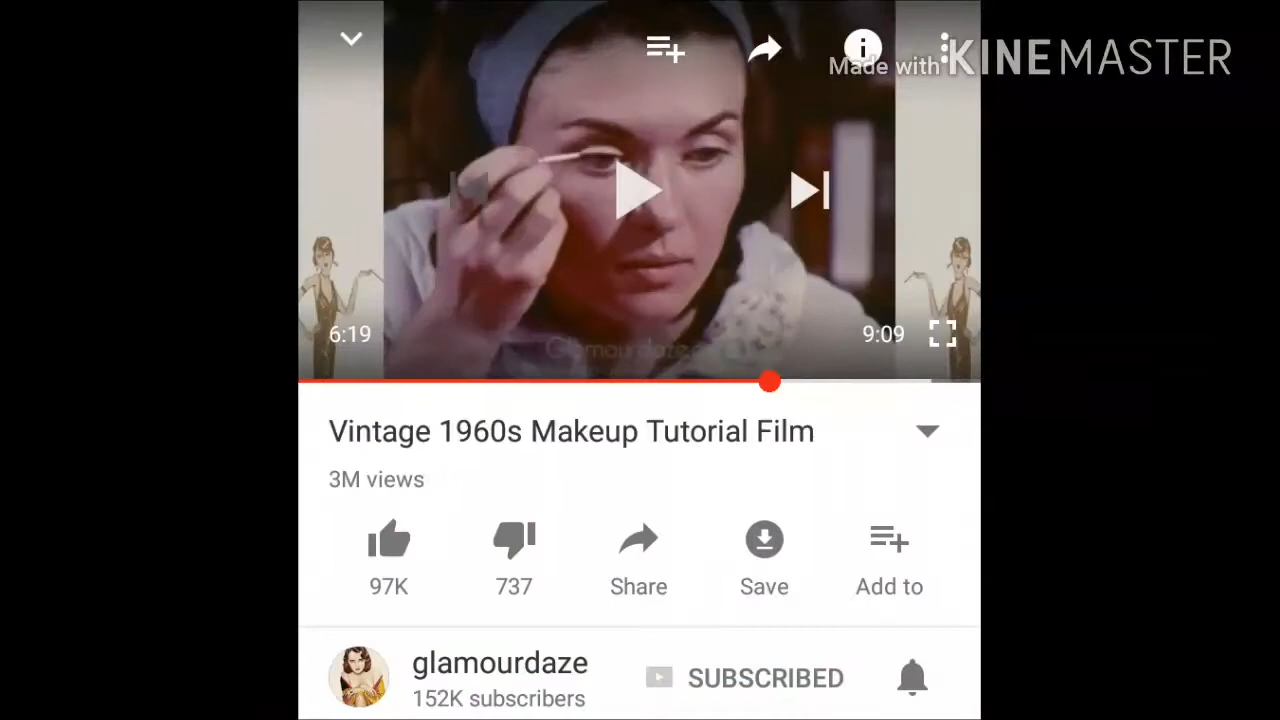 Made with KINEMASTER
6:19
9:09
Glamourdaze
Vintage 1960s Makeup Tutorial Film
3M views
97K
737
Share
Save
Add to
glamourdaze
152K subscribers
SUBSCRIBED